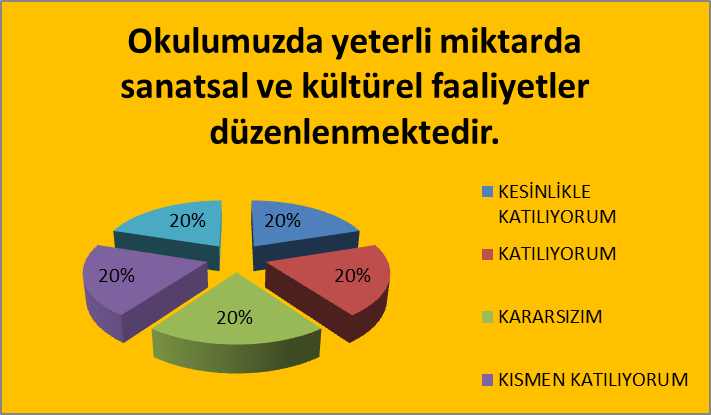 Okulumuzda yeterli miktarda
sanatsal ve kültürel faaliyetler
düzenlenmektedir.
20%
20%
20%
20%
20%
KESİNLİKLE
KATILIYORUM
KATILIYORUM
KARARSIZIM
KISMEN KATILIYORUM